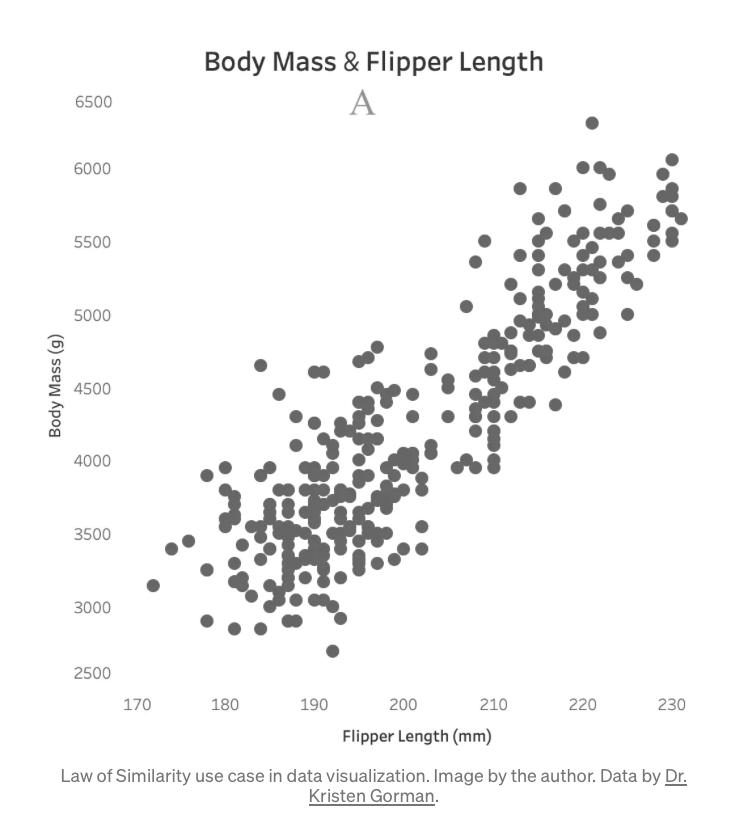 Body Mass & Flipper Length
A
6500
6000
5500
5000
4500
4000
3500
3000
2500
Body Mass (g)
170 180 190 200 210 220 230
Flipper Length (mm)
Law of Similarity use case in data visualization. Image by the author. Data by Dr.
Kristen Gorman.